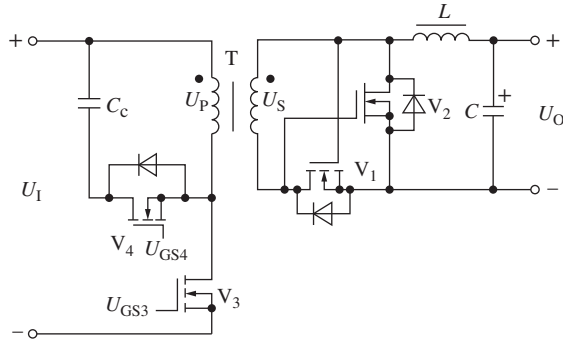 +
T
L
+
U_P
U_S
C_c
V_2
C
+
U_O
U_I
V_1
−
V_4
U_GS4
U_GS3
V_3
−